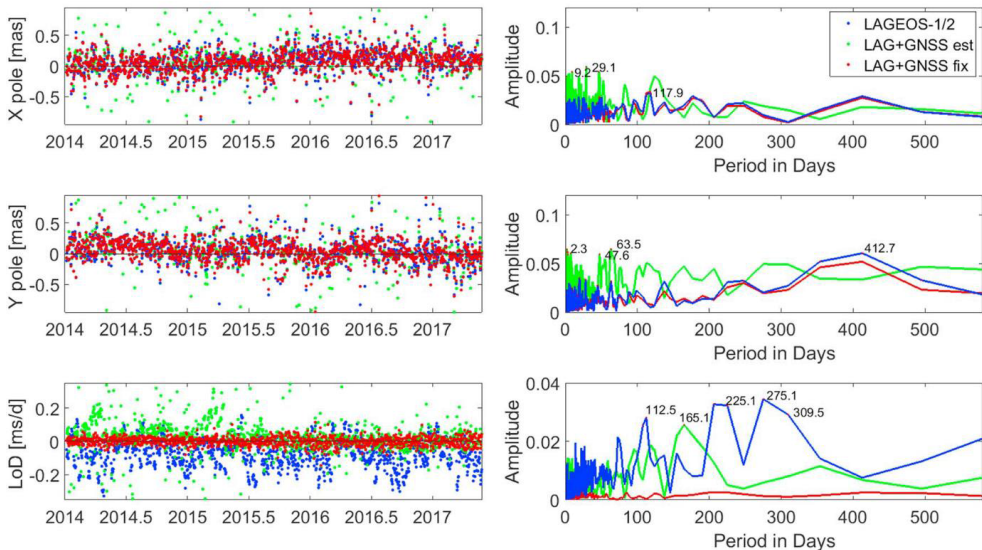 X pole [mas]
0.5
0
-0.5
2014 2014.5 2015 2015.5 2016 2016.5 2017
Amplitude
0.12
0.1
0.05
0
9.2
29.1
117.9
LAGEOS-1/2
LAG+GNSS est
LAG+GNSS fix
0 100 200 300 400 500
Period in Days
Y pole [mas]
0.5
0
-0.5
2014 2014.5 2015 2015.5 2016 2016.5 2017
Amplitude
0.1
0.05
0
2.3
63.5
47.6
412.7
0 100 200 300 400 500
Period in Days
LoD [ms/d]
0.2
0
-0.2
2014 2014.5 2015 2015.5 2016 2016.5 2017
Amplitude
0.04
0.02
0
112.5
165.1
225.1
275.1
309.5
0 100 200 300 400 500
Period in Days